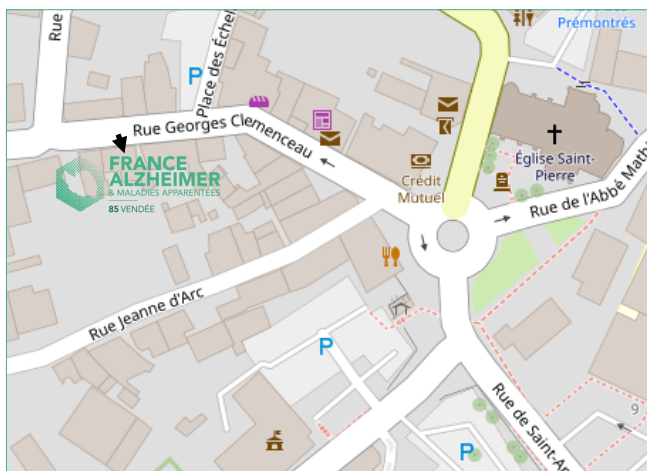 Rue
P
Place des Échel
Prémontrés
Rue Georges Clemenceau
FRANCE
ALZHEIMER
& MALADIES APPARENTÉES
85 VENDÉE
Crédit
Mutuel
Église Saint-
Pierre
Rue de l'Abbé Math
Rue Jeanne d'Arc
P
P
Rue de Saint-A
9